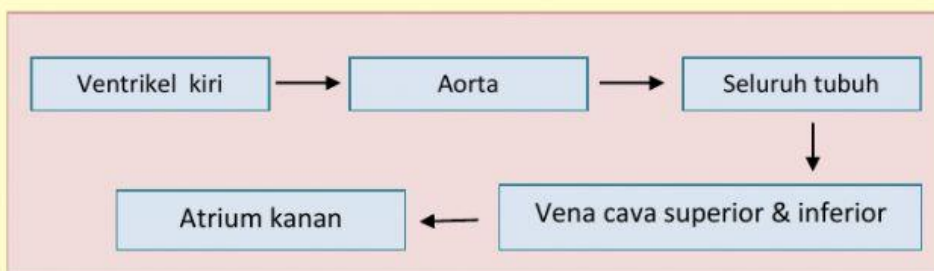 Ventrikel kiri
Aorta
Seluruh tubuh
Vena cava superior & inferior
Atrium kanan